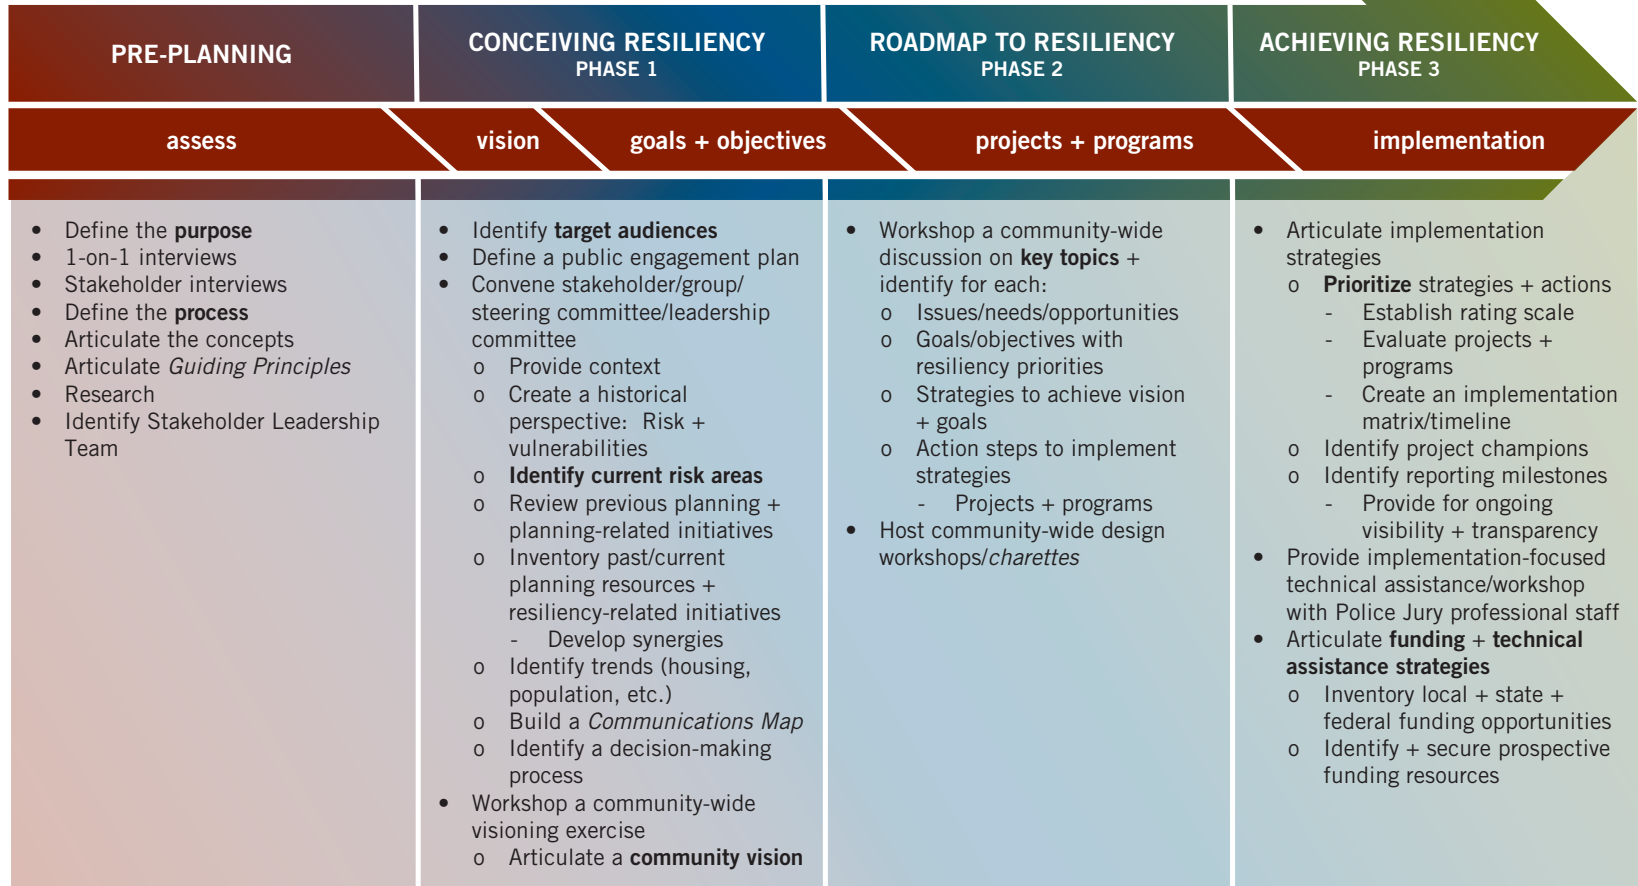 PRE-PLANNING
CONCEIVING RESILIENCY
PHASE 1
ROADMAP TO RESILIENCY
PHASE 2
ACHIEVING RESILIENCY
PHASE 3
assess
vision
goals + objectives
projects + programs
implementation
• Define the purpose
• 1-on-1 interviews
• Stakeholder interviews
• Define the process
• Articulate the concepts
• Articulate Guiding Principles
• Research
• Identify Stakeholder Leadership
Team
• Identify target audiences
• Define a public engagement plan
• Convene stakeholder/group/
steering committee/leadership
committee
o Provide context
o Create a historical
perspective: Risk +
vulnerabilities
o Identify current risk areas
o Review previous planning +
planning-related initiatives
o Inventory past/current
planning resources +
resiliency-related initiatives
- Develop synergies
o Identify trends (housing,
population, etc.)
o Build a Communications Map
o Identify a decision-making
process
• Workshop a community-wide
visioning exercise
o Articulate a community vision
• Workshop a community-wide
discussion on key topics +
identify for each:
o Issues/needs/opportunities
o Goals/objectives with
resiliency priorities
o Strategies to achieve vision
+ goals
o Action steps to implement
strategies
- Projects + programs
• Host community-wide design
workshops/charettes
• Articulate implementation
strategies
o Prioritize strategies + actions
- Establish rating scale
- Evaluate projects +
programs
- Create an implementation
matrix/timeline
o Identify project champions
o Identify reporting milestones
- Provide for ongoing
visibility + transparency
• Provide implementation-focused
technical assistance/workshop
with Police Jury professional staff
• Articulate funding + technical
assistance strategies
o Inventory local + state +
federal funding opportunities
o Identify + secure prospective
funding resources